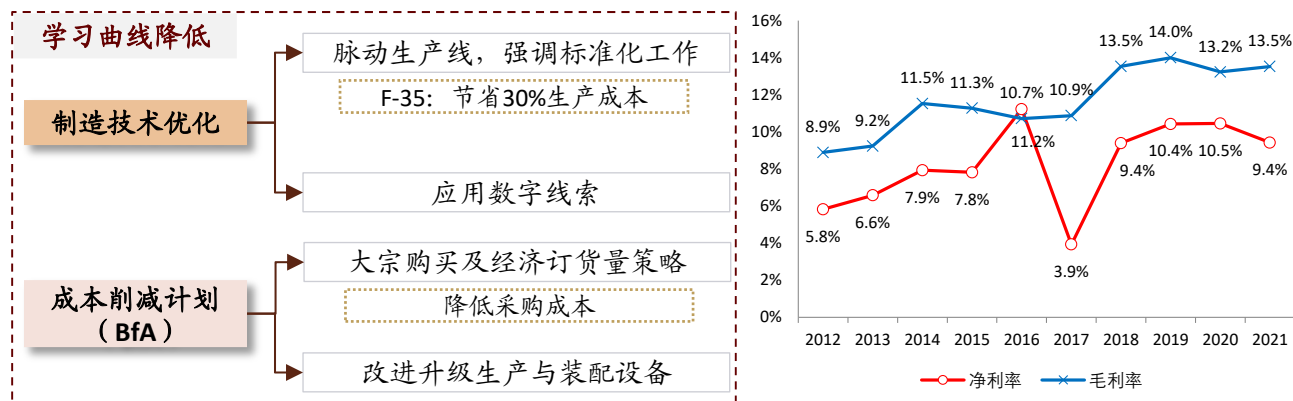 学习曲线降低
制造技术优化
脉动生产线，强调标准化工作
F-35：节省30%生产成本
应用数字线索
成本削减计划
（BfA）
大宗购买及经济订货量策略
降低采购成本
改进升级生产与装配设备
16%
14%
12%
10%
8%
6%
4%
2%
0%
8.9%
9.2%
11.5%
11.3%
10.7%
10.9%
13.5%
14.0%
13.2%
13.5%
5.8%
6.6%
7.9%
7.8%
11.2%
3.9%
9.4%
10.4%
10.5%
9.4%
2012 2013 2014 2015 2016 2017 2018 2019 2020 2021
净利率 毛利率